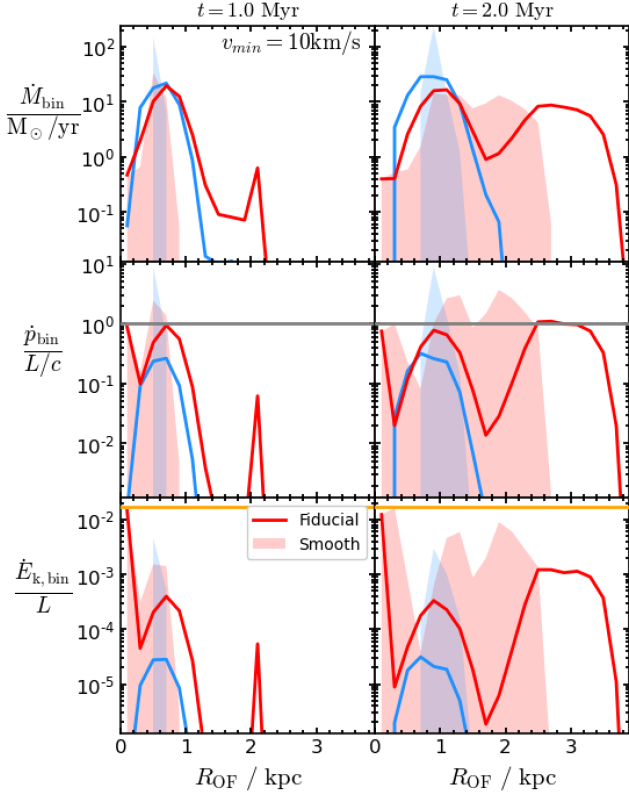 t = 1.0 Myr
t = 2.0 Myr
v_min = 10km/s
Ṁ_bin
M_⊙/yr
10^2
10^1
10^0
10^-1
10^1
ṗ_bin
L/c
10^1
10^0
10^-1
10^-2
Ė_k,bin
L
10^-2
10^-3
10^-4
10^-5
Fiducial
Smooth
0 1 2 3
0 1 2 3
R_OF / kpc
R_OF / kpc